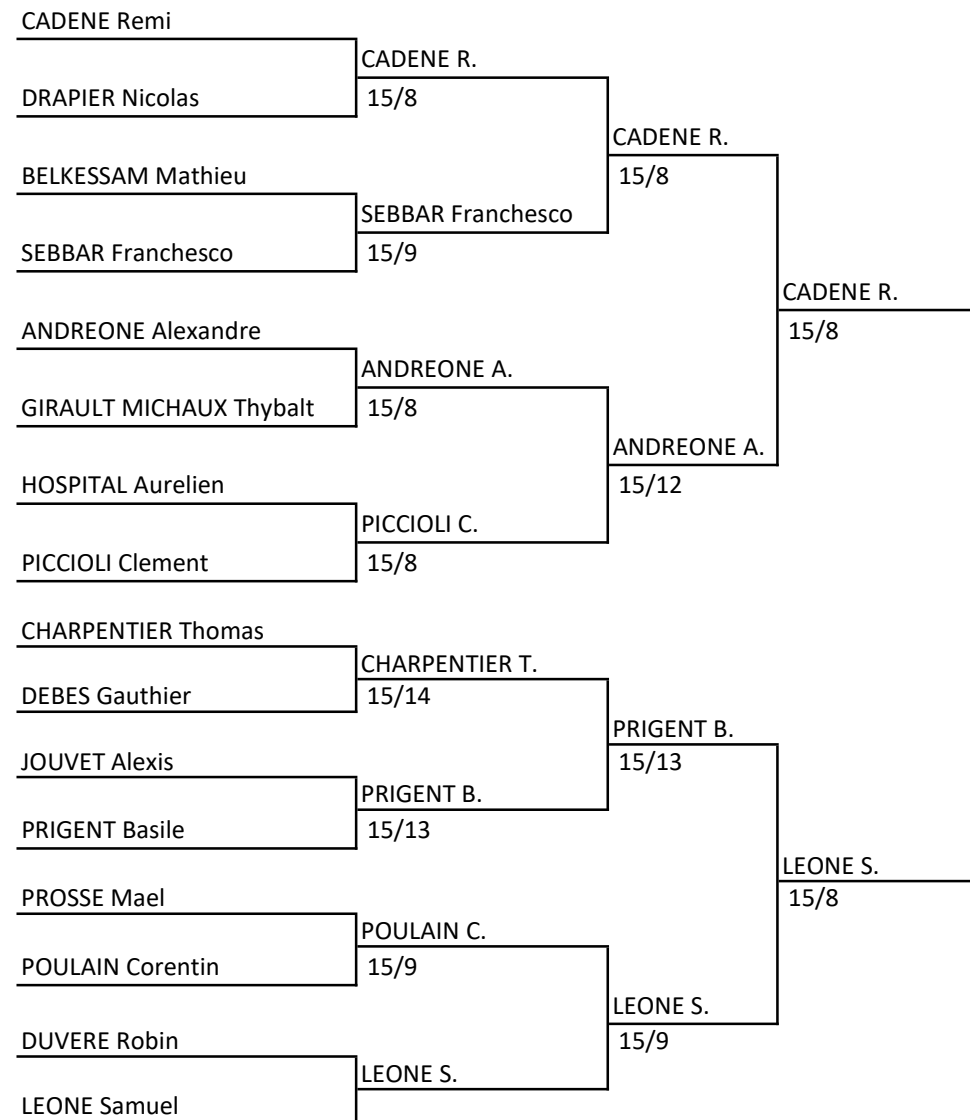 CADENE Remi
CADENE R.
DRAPIER Nicolas
15/8
CADENE R.
BELKESSAM Mathieu
15/8
SEBBAR Franchesco
SEBBAR Franchesco
15/9
CADENE R.
ANDREONE Alexandre
15/8
ANDREONE A.
GIRAULT MICHAUX Thybalt
15/8
ANDREONE A.
HOSPITAL Aurelien
15/12
PICCIOLI C.
PICCIOLI Clement
15/8
CHARPENTIER Thomas
CHARPENTIER T.
DEBES Gauthier
15/14
PRIGENT B.
JOUVET Alexis
15/13
PRIGENT B.
PRIGENT Basile
15/13
LEONE S.
PROSSE Mael
15/8
POULAIN C.
POULAIN Corentin
15/9
LEONE S.
DUVERE Robin
15/9
LEONE S.
LEONE Samuel